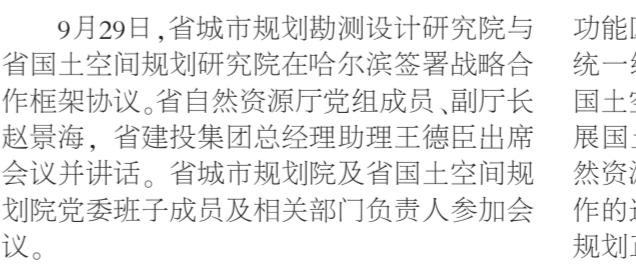 9月29日,省城市规划勘测设计研究院与
省国土空间规划研究院在哈尔滨签署战略合
作框架协议。省自然资源厅党组成员、副厅长
赵景海，省建投集团总经理助理王德臣出席
会议并讲话。省城市规划院及省国土空间规
划院党委班子成员及相关部门负责人参加会
议。
功能
统一
国土
展国
然资
作的
规划